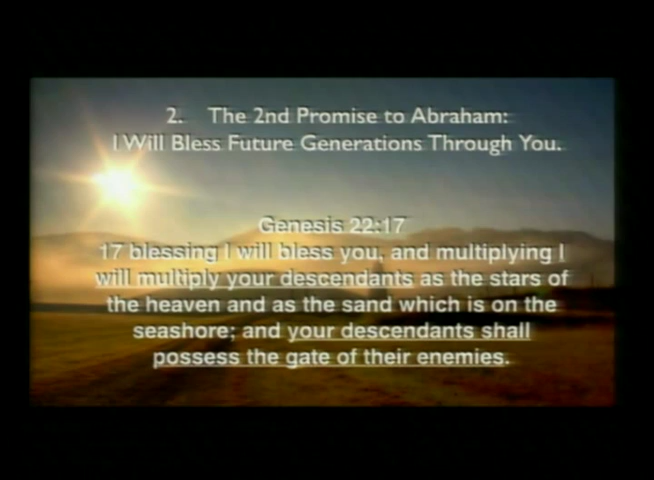 2. The 2nd Promise to Abraham:
I Will Bless Future Generations Through You.
Genesis 22:17
17 blessing I will bless you, and multiplying I
will multiply your descendants as the stars of
the heaven and as the sand which is on the
seashore; and your descendants shall
possess the gate of their enemies.